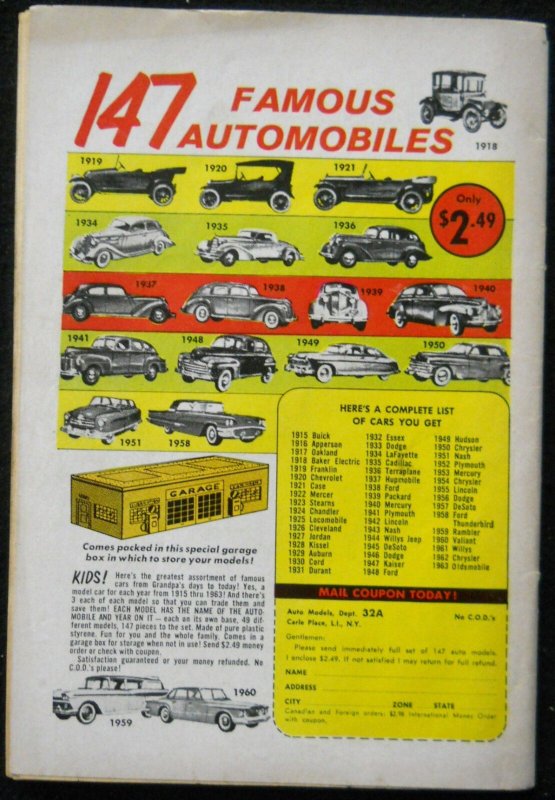 147 FAMOUS
AUTOMOBILES
1918
1919
1920
1921
Only
$2.49
1934
1935
1936
1937
1938
1939
1940
1941
1948
1949
1950
1951
1958
GARAGE
Comes packed in this special garage
box in which to store your models!
KIDS! Here's the greatest assortment of famous
cars from Grandpa's days to today! Yes, a
model car for each year from 1915 thru 1963! And there's
3 each of each model so that you can trade them and
save them! EACH MODEL HAS THE NAME OF THE AUTO-
MOBILE AND YEAR ON IT — each on its own base, 49 dif-
ferent models, 147 pieces to the set. Made of pure plastic
styrene. Fun for you and the whole family. Comes in a
garage box for storage when not in use! Send $2.49 money
order or check with coupon.
Satisfaction guaranteed or your money refunded. No
C.O.D.'s please!
1959
1960
HERE'S A COMPLETE LIST
OF CARS YOU GET
1915 Buick
1916 Apperson
1917 Oakland
1918 Baker Electric
1919 Franklin
1920 Chevrolet
1921 Case
1922 Mercer
1923 Stearns
1924 Chandler
1925 Locomobile
1926 Cleveland
1927 Jordan
1928 Kissel
1929 Auburn
1930 Cord
1931 Durant
1932 Essex
1933 Dodge
1934 LaFayette
1935 Cadillac
1936 Terraplane
1937 Hupmobile
1938 Ford
1939 Packard
1940 Mercury
1941 Plymouth
1942 Lincoln
1943 Nash
1944 Willys Jeep
1945 DeSoto
1946 Dodge
1947 Kaiser
1948 Ford
1949 Hudson
1950 Chrysler
1951 Nash
1952 Plymouth
1953 Mercury
1954 Chrysler
1955 Lincoln
1956 Dodge
1957 DeSoto
1958 Ford
Thunderbird
1959 Rambler
1960 Valiant
1961 Willys
1962 Chrysler
1963 Oldsmobile
MAIL COUPON TODAY!
Auto Models, Dept. 32A No C.O.D.'s
Carle Place, L.I., N.Y.
Gentlemen:
Please send immediately full set of 147 auto models.
I enclose $2.49. If not satisfied I may return for full refund.
NAME
ADDRESS
CITY ZONE STATE
Canadian and Foreign orders: $2.98 International Money Order
with coupon.